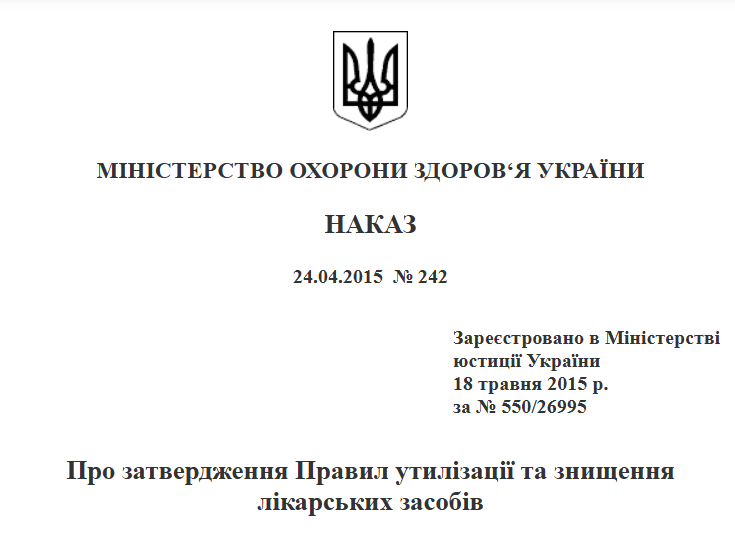 МІНІСТЕРСТВО ОХОРОНИ ЗДОРОВ‘Я УКРАЇНИ
НАКАЗ
24.04.2015 № 242
Зареєстровано в Міністерстві
юстиції України
18 травня 2015 р.
за № 550/26995
Про затвердження Правил утилізації та знищення
лікарських засобів